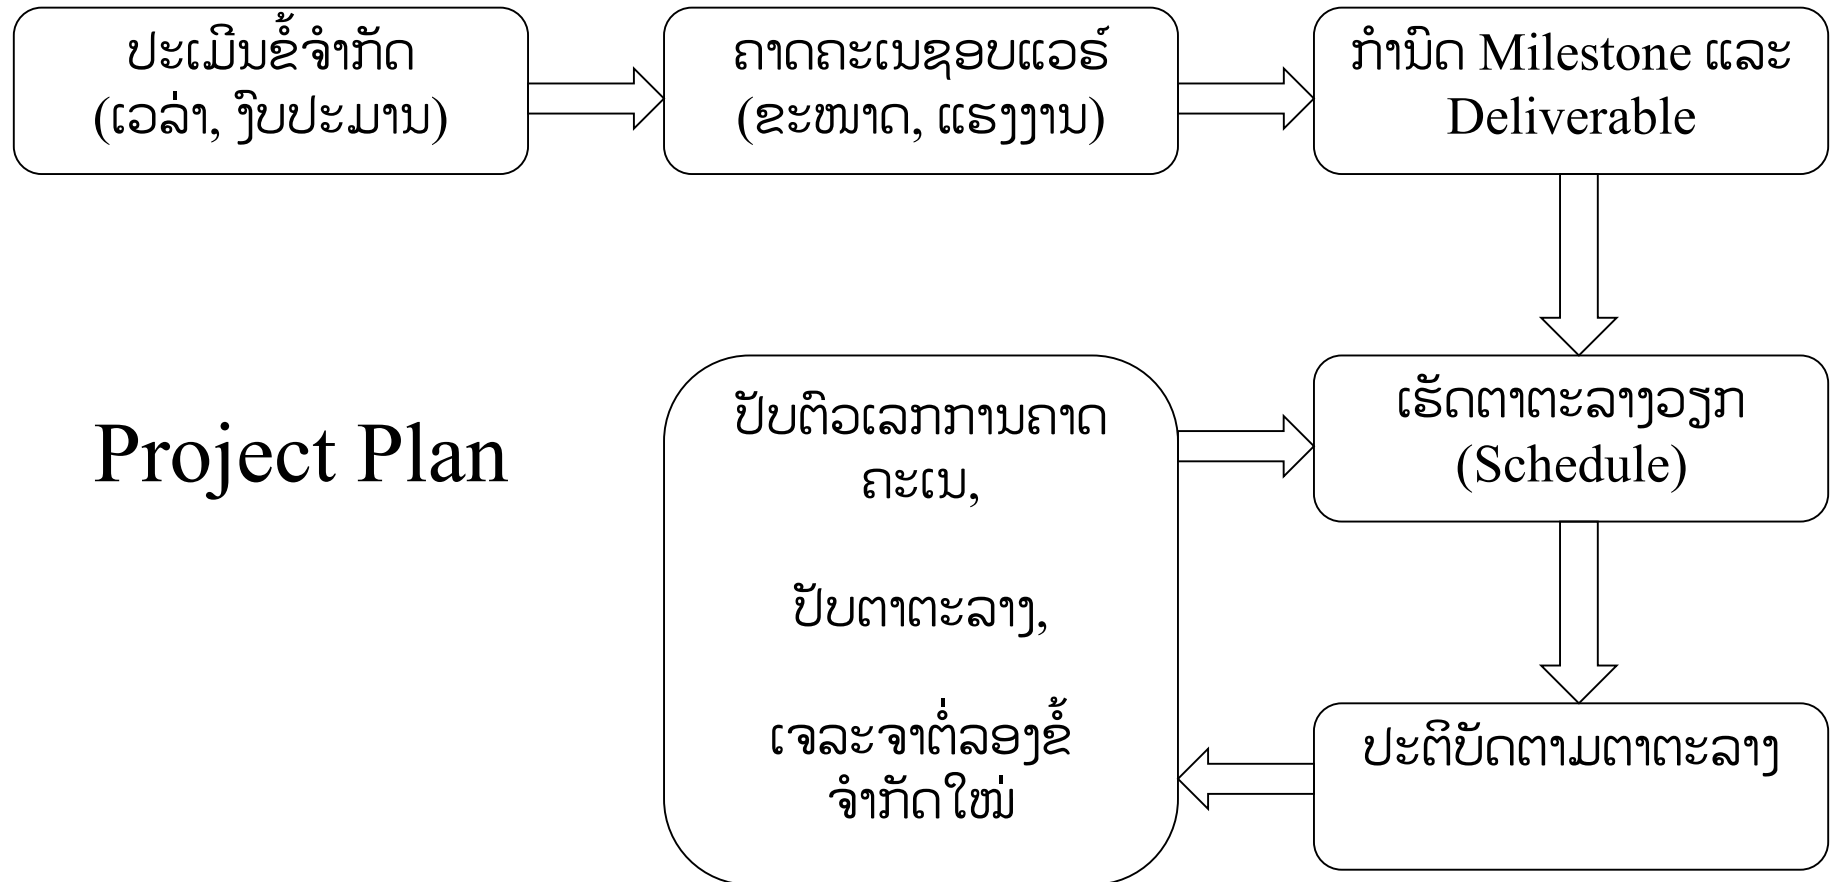 ປະເມີນຂໍ້ຈຳກັດ
(ເວລ່າ, ງົບປະມານ)
ຄາດຄະເນຊອບແວຣ໌
(ຂະໜາດ, ແຮງງານ)
ກຳນົດ Milestone ແລະ
Deliverable
Project Plan
ປັບຕົວເລກການຄາດ
ຄະເນ,
ປັບຕາຕະລາງ,
ເຈລະຈາຕໍ່ລອງຂໍ້
ຈຳກັດໃໝ່
ເຮັດຕາຕະລາງວຽກ
(Schedule)
ປະຕິບັດຕາມຕາຕະລາງ